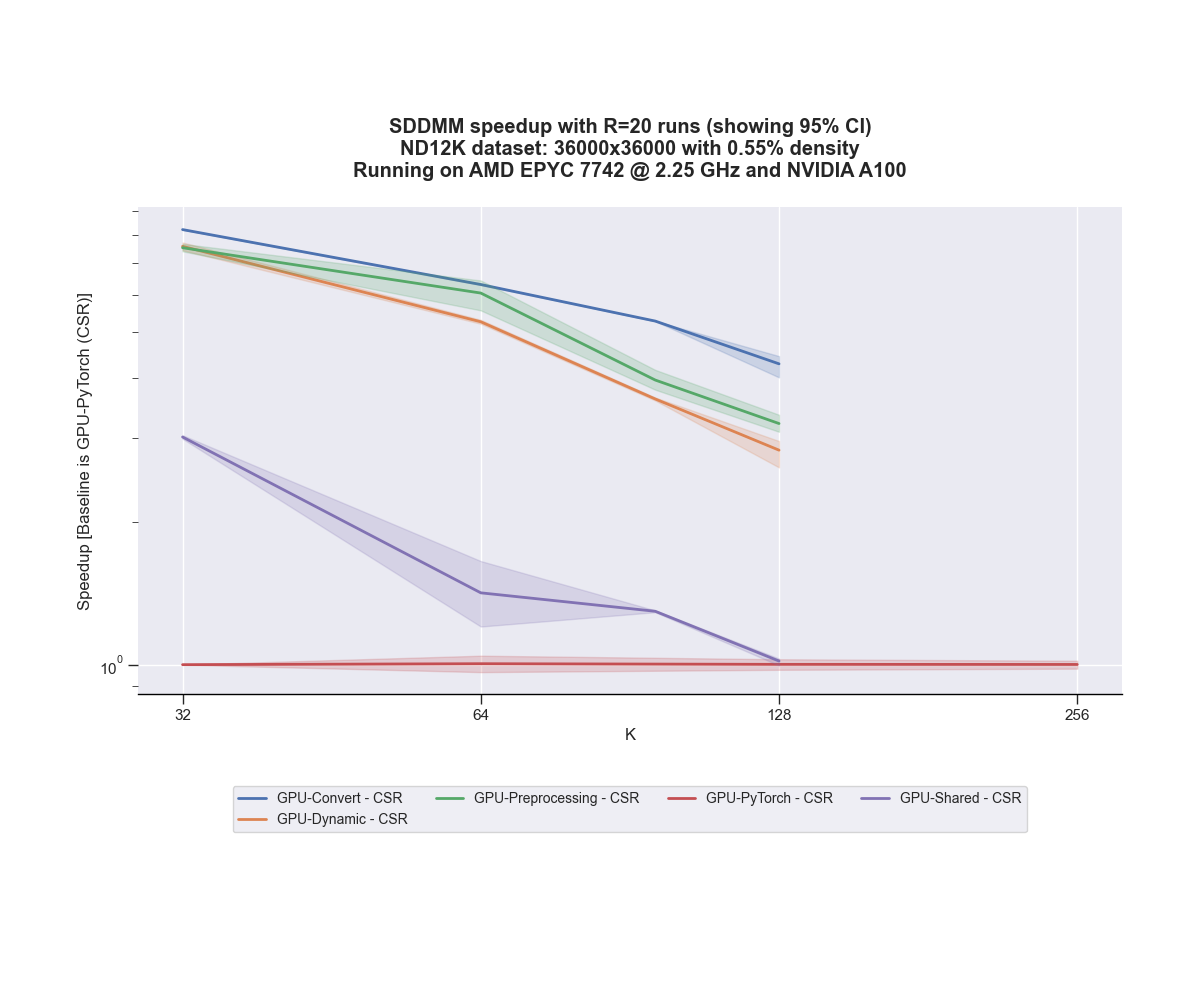 SDDMM speedup with R=20 runs (showing 95% CI)
ND12K dataset: 36000x36000 with 0.55% density
Running on AMD EPYC 7742 @ 2.25 GHz and NVIDIA A100
Speedup [Baseline is GPU-PyTorch (CSR)]
10^0
32 64 128 256
K
GPU-Convert - CSR GPU-Preprocessing - CSR GPU-PyTorch - CSR GPU-Shared - CSR
GPU-Dynamic - CSR